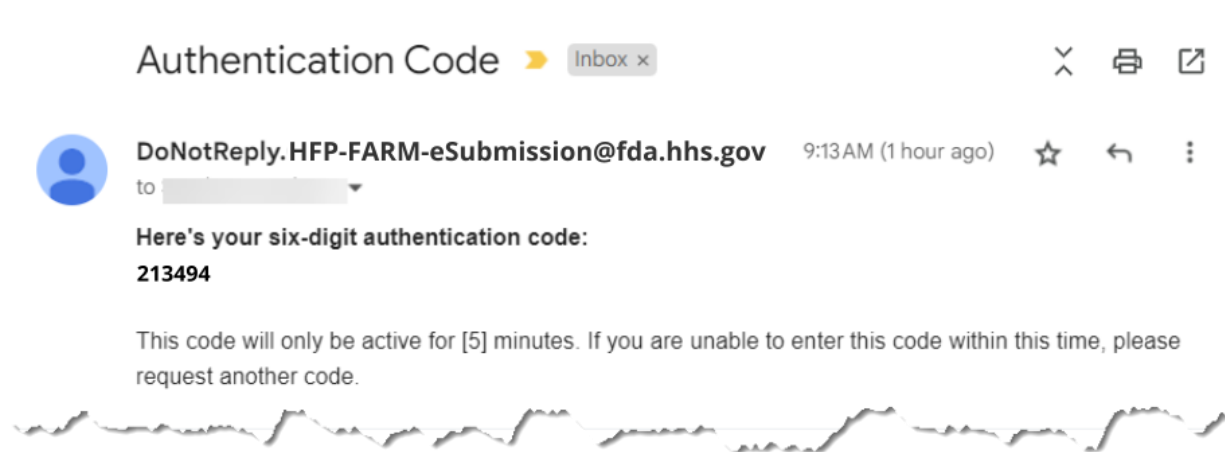 Authentication Code Inbox ×
DoNotReply.HFP-FARM-eSubmission@fda.hhs.gov 9:13 AM (1 hour ago)
to
Here's your six-digit authentication code:
213494
This code will only be active for [5] minutes. If you are unable to enter this code within this time, please
request another code.